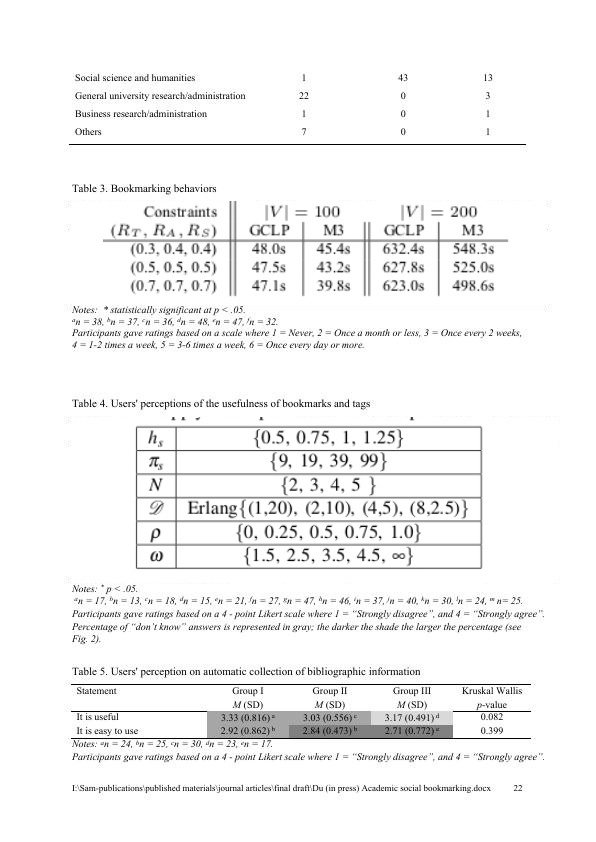 Social science and humanities 1 43 13
General university research/administration 22 0 3
Business research/administration 1 0 1
Others 7 0 1
Table 3. Bookmarking behaviors
Constraints |V| = 100 |V| = 200
(R_T, R_A, R_S) GCLP M3 GCLP M3
(0.3, 0.4, 0.4) 48.0s 45.4s 632.4s 548.3s
(0.5, 0.5, 0.5) 47.5s 43.2s 627.8s 525.0s
(0.7, 0.7, 0.7) 47.1s 39.8s 623.0s 498.6s
Notes: * statistically significant at p < .05.
ᵃn = 38, ᵇn = 37, ᶜn = 36, ᵈn = 48, ᵉn = 47, ᶠn = 32.
Participants gave ratings based on a scale where 1 = Never, 2 = Once a month or less, 3 = Once every 2 weeks,
4 = 1-2 times a week, 5 = 3-6 times a week, 6 = Once every day or more.
Table 4. Users' perceptions of the usefulness of bookmarks and tags
h_s {0.5, 0.75, 1, 1.25}
π_s {9, 19, 39, 99}
N {2, 3, 4, 5 }
𝒟 Erlang{(1,20), (2,10), (4,5), (8,2.5)}
ρ {0, 0.25, 0.5, 0.75, 1.0}
ω {1.5, 2.5, 3.5, 4.5, ∞}
Notes: * p < .05.
ᵃn = 17, ᵇn = 13, ᶜn = 18, ᵈn = 15, ᵉn = 21, ᶠn = 27, ᵍn = 47, ʰn = 46, ⁱn = 37, ʲn = 40, ᵏn = 30, ˡn = 24, ᵐ n= 25.
Participants gave ratings based on a 4 - point Likert scale where 1 = “Strongly disagree”, and 4 = “Strongly agree”.
Percentage of “don’t know” answers is represented in gray; the darker the shade the larger the percentage (see
Fig. 2).
Table 5. Users' perception on automatic collection of bibliographic information
Statement Group I Group II Group III Kruskal Wallis
M (SD) M (SD) M (SD) p-value
It is useful 3.33 (0.816) ᵃ 3.03 (0.556) ᶜ 3.17 (0.491) ᵈ 0.082
It is easy to use 2.92 (0.862) ᵇ 2.84 (0.473) ᵇ 2.71 (0.772) ᵉ 0.399
Notes: ᵃn = 24, ᵇn = 25, ᶜn = 30, ᵈn = 23, ᵉn = 17.
Participants gave ratings based on a 4 - point Likert scale where 1 = “Strongly disagree”, and 4 = “Strongly agree”.
I:\Sam-publications\published materials\journal articles\final draft\Du (in press) Academic social bookmarking.docx 22